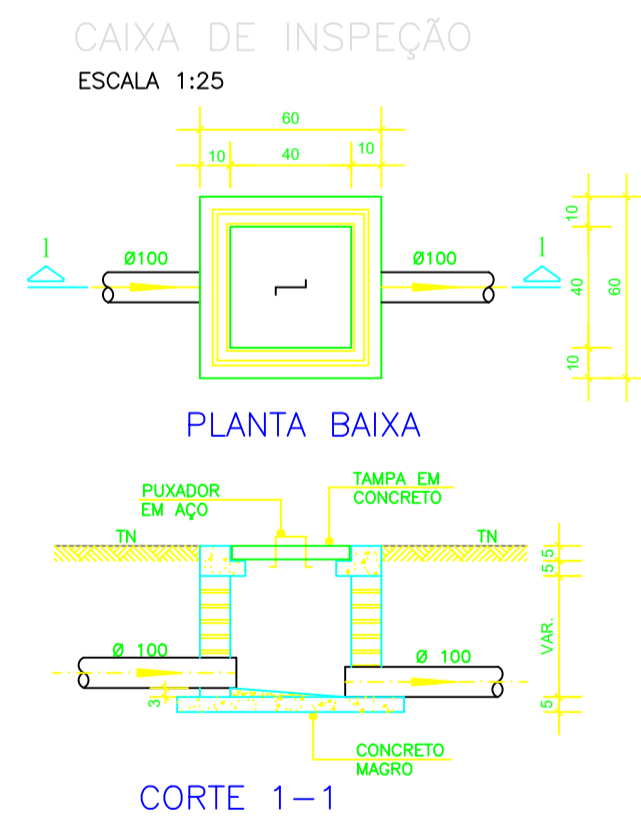 CAIXA DE INSPEÇÃO
ESCALA 1:25
60
10 40 10
1 Ø100 Ø100 1
10
40
10
60
PLANTA BAIXA
PUXADOR
EM AÇO
TAMPA EM
CONCRETO
TN TN
5
5
VAR.
5
Ø 100 Ø 100
3
CONCRETO
MAGRO
CORTE 1-1